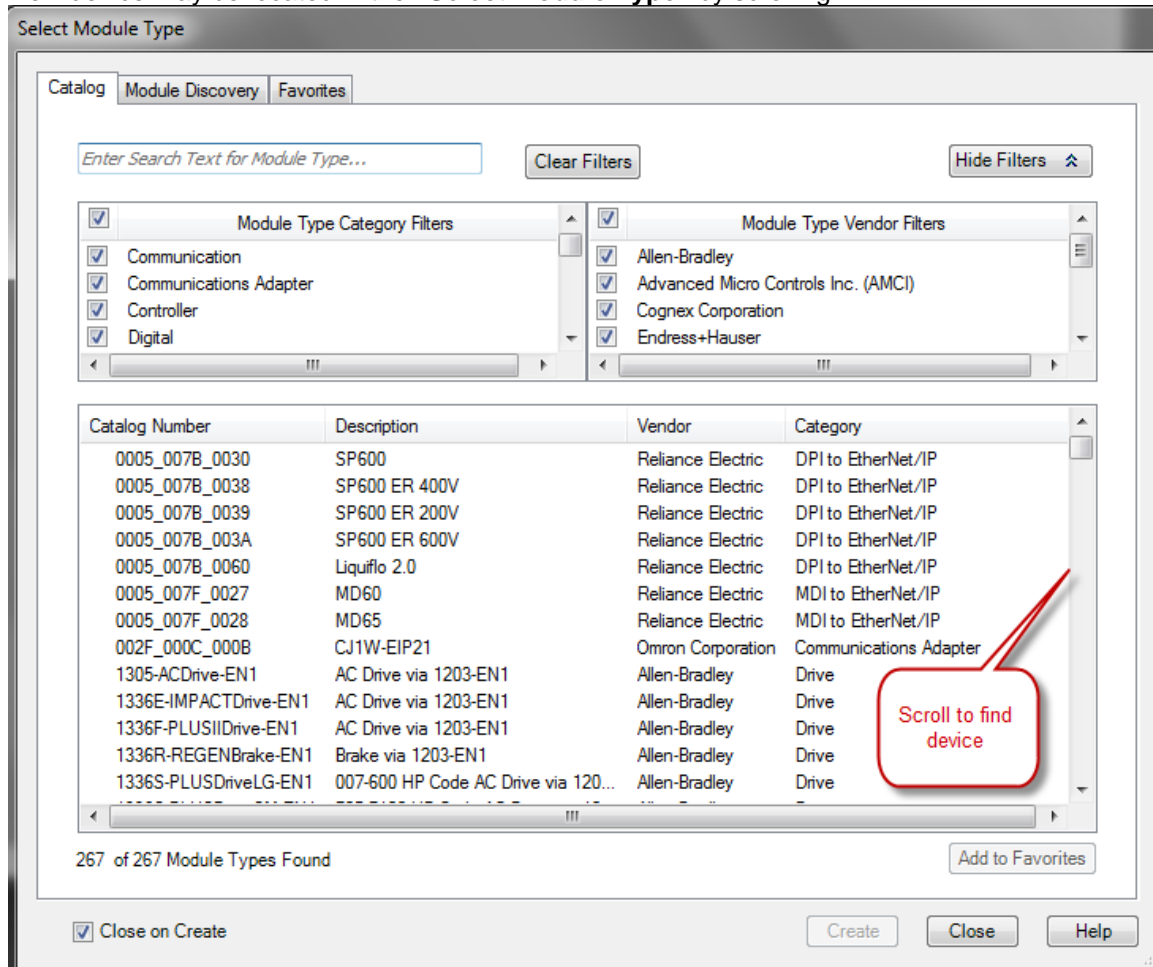 Select Module Type
Catalog Module Discovery Favorites
Enter Search Text for Module Type... Clear Filters Hide Filters
Module Type Category Filters Module Type Vendor Filters
Communication Allen-Bradley
Communications Adapter Advanced Micro Controls Inc. (AMCI)
Controller Cognex Corporation
Digital Endress+Hauser
Catalog Number Description Vendor Category
0005_007B_0030 SP600 Reliance Electric DPI to EtherNet/IP
0005_007B_0038 SP600 ER 400V Reliance Electric DPI to EtherNet/IP
0005_007B_0039 SP600 ER 200V Reliance Electric DPI to EtherNet/IP
0005_007B_003A SP600 ER 600V Reliance Electric DPI to EtherNet/IP
0005_007B_0060 Liquiflo 2.0 Reliance Electric DPI to EtherNet/IP
0005_007F_0027 MD60 Reliance Electric MDI to EtherNet/IP
0005_007F_0028 MD65 Reliance Electric MDI to EtherNet/IP
002F_000C_000B CJ1W-EIP21 Omron Corporation Communications Adapter
1305-ACDrive-EN1 AC Drive via 1203-EN1 Allen-Bradley Drive
1336E-IMPACTDrive-EN1 AC Drive via 1203-EN1 Allen-Bradley Drive
1336F-PLUSIIDrive-EN1 AC Drive via 1203-EN1 Allen-Bradley Drive
1336R-REGENBrake-EN1 Brake via 1203-EN1 Allen-Bradley Drive
1336S-PLUSDriveLG-EN1 007-600 HP Code AC Drive via 120... Allen-Bradley Drive
Scroll to find
device
267 of 267 Module Types Found Add to Favorites
Close on Create Create Close Help